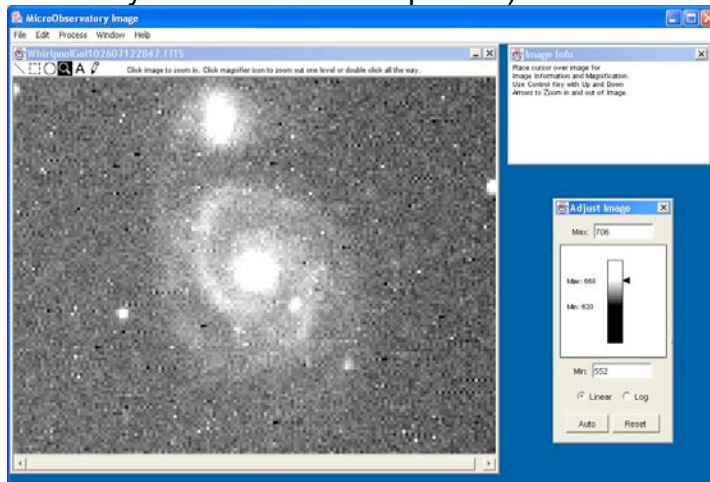 MicroObservatory Image
File Edit Process Window Help
WhirlpoolGal102607122847.FITS
A
Click image to zoom in. Click magnifier icon to zoom out one level or double click all the way.
Image Info
Place cursor over image for
Image Information and Magnification.
Use Control Key with Up and Down
Arrows to Zoom in and out of Image.
Adjust Image
Max: 706
Max: 668
Min: 620
Min: 552
Linear Log
Auto Reset